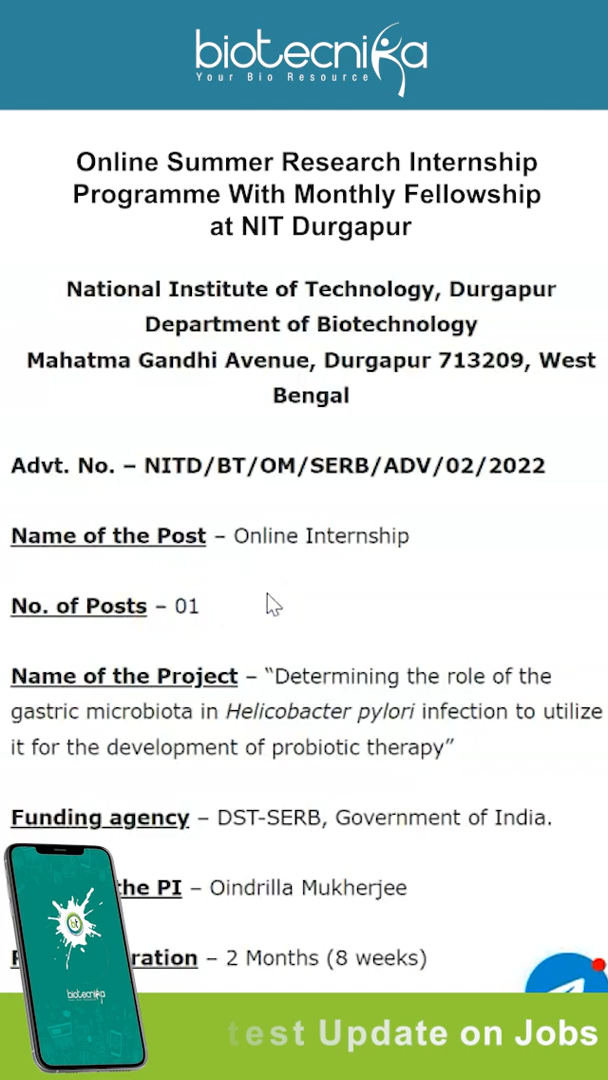 biotecnika
Your Bio Resource
Online Summer Research Internship
Programme With Monthly Fellowship
at NIT Durgapur
National Institute of Technology, Durgapur
Department of Biotechnology
Mahatma Gandhi Avenue, Durgapur 713209, West
Bengal
Advt. No. – NITD/BT/OM/SERB/ADV/02/2022
Name of the Post – Online Internship
No. of Posts – 01
Name of the Project – “Determining the role of the
gastric microbiota in Helicobacter pylori infection to utilize
it for the development of probiotic therapy”
Funding agency – DST-SERB, Government of India.
the PI – Oindrilla Mukherjee
ration – 2 Months (8 weeks)
bt
biotecnika
test Update on Jobs